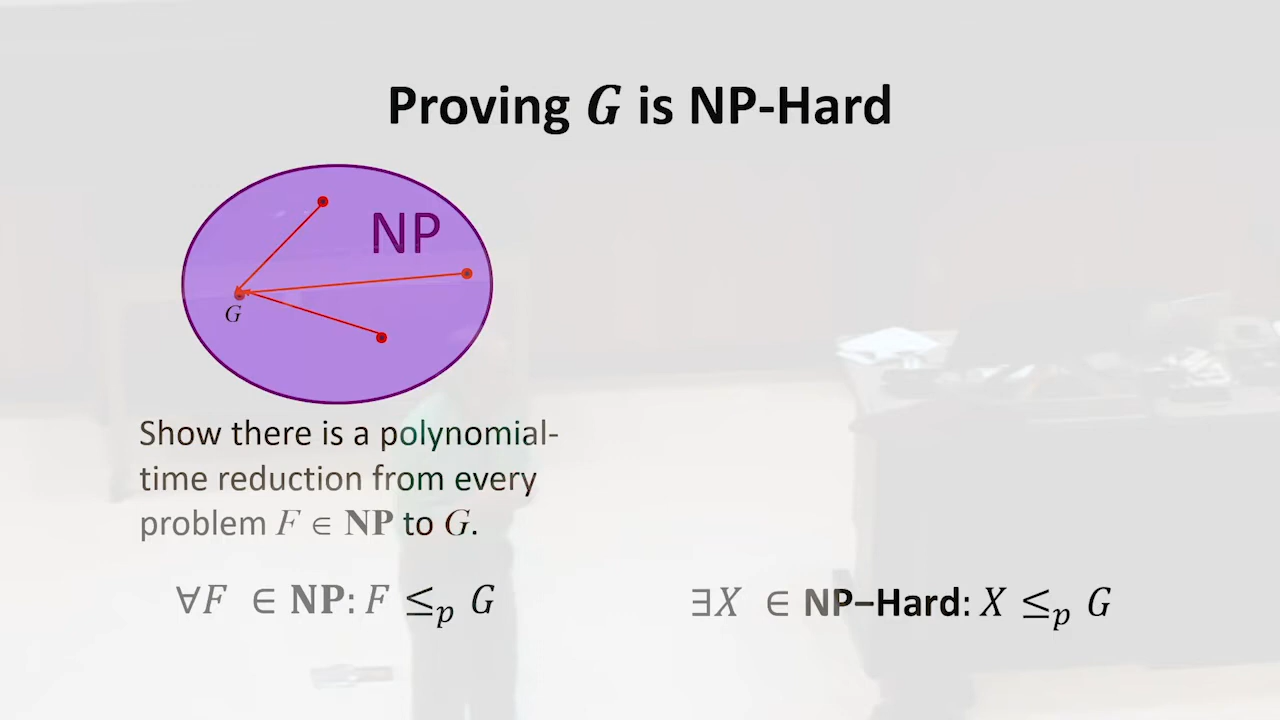 Proving G is NP-Hard
NP
G
Show there is a polynomial-
time reduction from every
problem F ∈ NP to G.
∀F ∈ NP: F ≤p G
∃X ∈ NP−Hard: X ≤p G